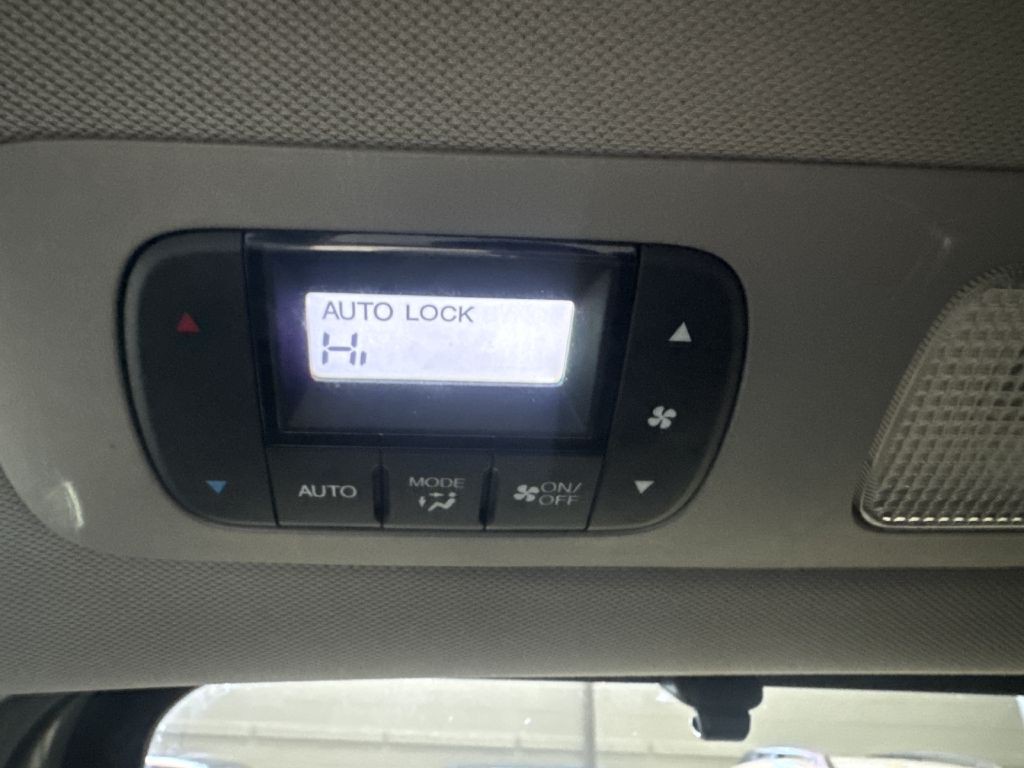 AUTO LOCK
Hi
AUTO
MODE
ON/
OFF